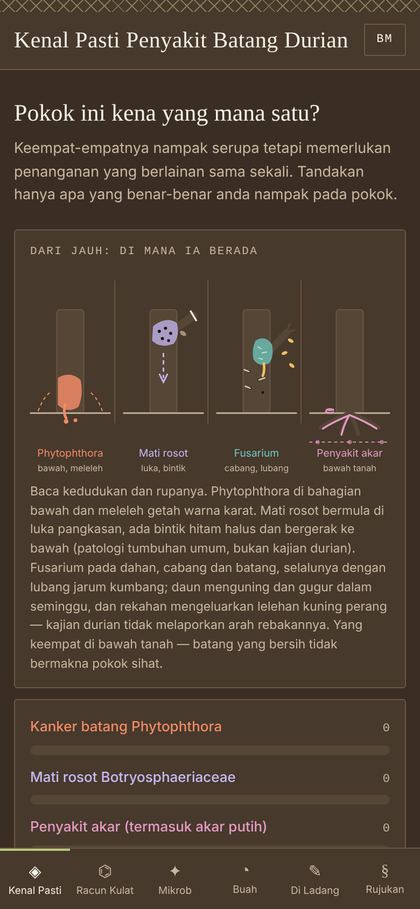 Kenal Pasti Penyakit Batang Durian
BM
Pokok ini kena yang mana satu?
Keempat-empatnya nampak serupa tetapi memerlukan
penanganan yang berlainan sama sekali. Tandakan
hanya apa yang benar-benar anda nampak pada pokok.
DARI JAUH: DI MANA IA BERADA
Phytophthora
bawah, meleleh
Mati rosot
luka, bintik
Fusarium
cabang, lubang
Penyakit akar
bawah tanah
Baca kedudukan dan rupanya. Phytophthora di bahagian
bawah dan meleleh getah warna karat. Mati rosot bermula di
luka pangkasan, ada bintik hitam halus dan bergerak ke
bawah (patologi tumbuhan umum, bukan kajian durian).
Fusarium pada dahan, cabang dan batang, selalunya dengan
lubang jarum kumbang; daun menguning dan gugur dalam
seminggu, dan rekahan mengeluarkan lelehan kuning perang
— kajian durian tidak melaporkan arah rebakannya. Yang
keempat di bawah tanah — batang yang bersih tidak
bermakna pokok sihat.
Kanker batang Phytophthora 0
Mati rosot Botryosphaeriaceae 0
Penyakit akar (termasuk akar putih) 0
Kenal Pasti
Racun Kulat
Mikrob
Buah
Di Ladang
§
Rujukan